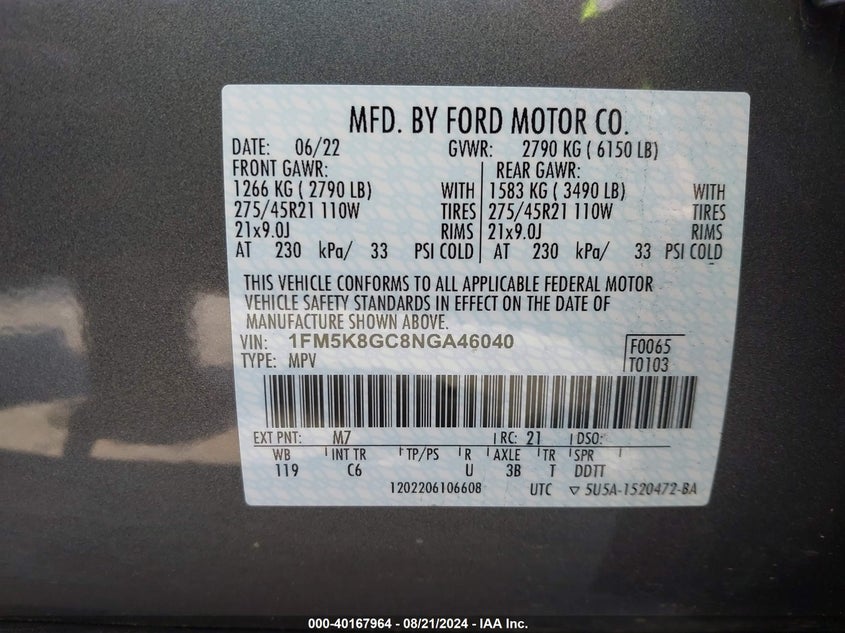 MFD. BY FORD MOTOR CO.
DATE: 06/22 GVWR: 2790 KG ( 6150 LB)
FRONT GAWR: REAR GAWR:
1266 KG ( 2790 LB) WITH 1583 KG ( 3490 LB) WITH
275/45R21 110W TIRES 275/45R21 110W TIRES
21x9.0J RIMS 21x9.0J RIMS
AT 230 kPa/ 33 PSI COLD AT 230 kPa/ 33 PSI COLD
THIS VEHICLE CONFORMS TO ALL APPLICABLE FEDERAL MOTOR
VEHICLE SAFETY STANDARDS IN EFFECT ON THE DATE OF
MANUFACTURE SHOWN ABOVE.
VIN: 1FM5K8GC8NGA46040 F0065
TYPE: MPV T0103
EXT PNT: M7 RC: 21 DSO:
WB INT TR TP/PS R AXLE TR SPR
119 C6 U 3B T DDTT
1202206106608 UTC ▽ 5U5A-1520472-BA
000-40167964 - 08/21/2024 - IAA Inc.